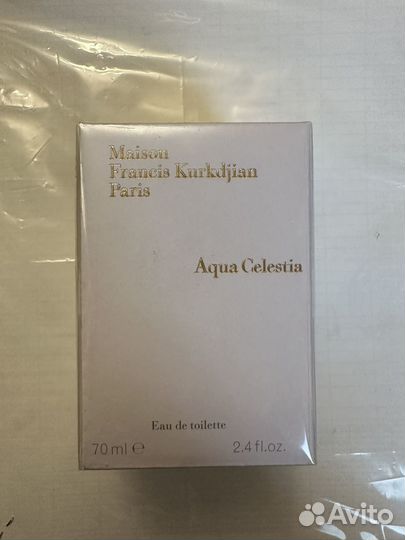 Maison
Francis Kurkdjian
Paris
Aqua Celestia
Eau de toilette
70 ml ℮ 2.4 fl.oz.
Avito